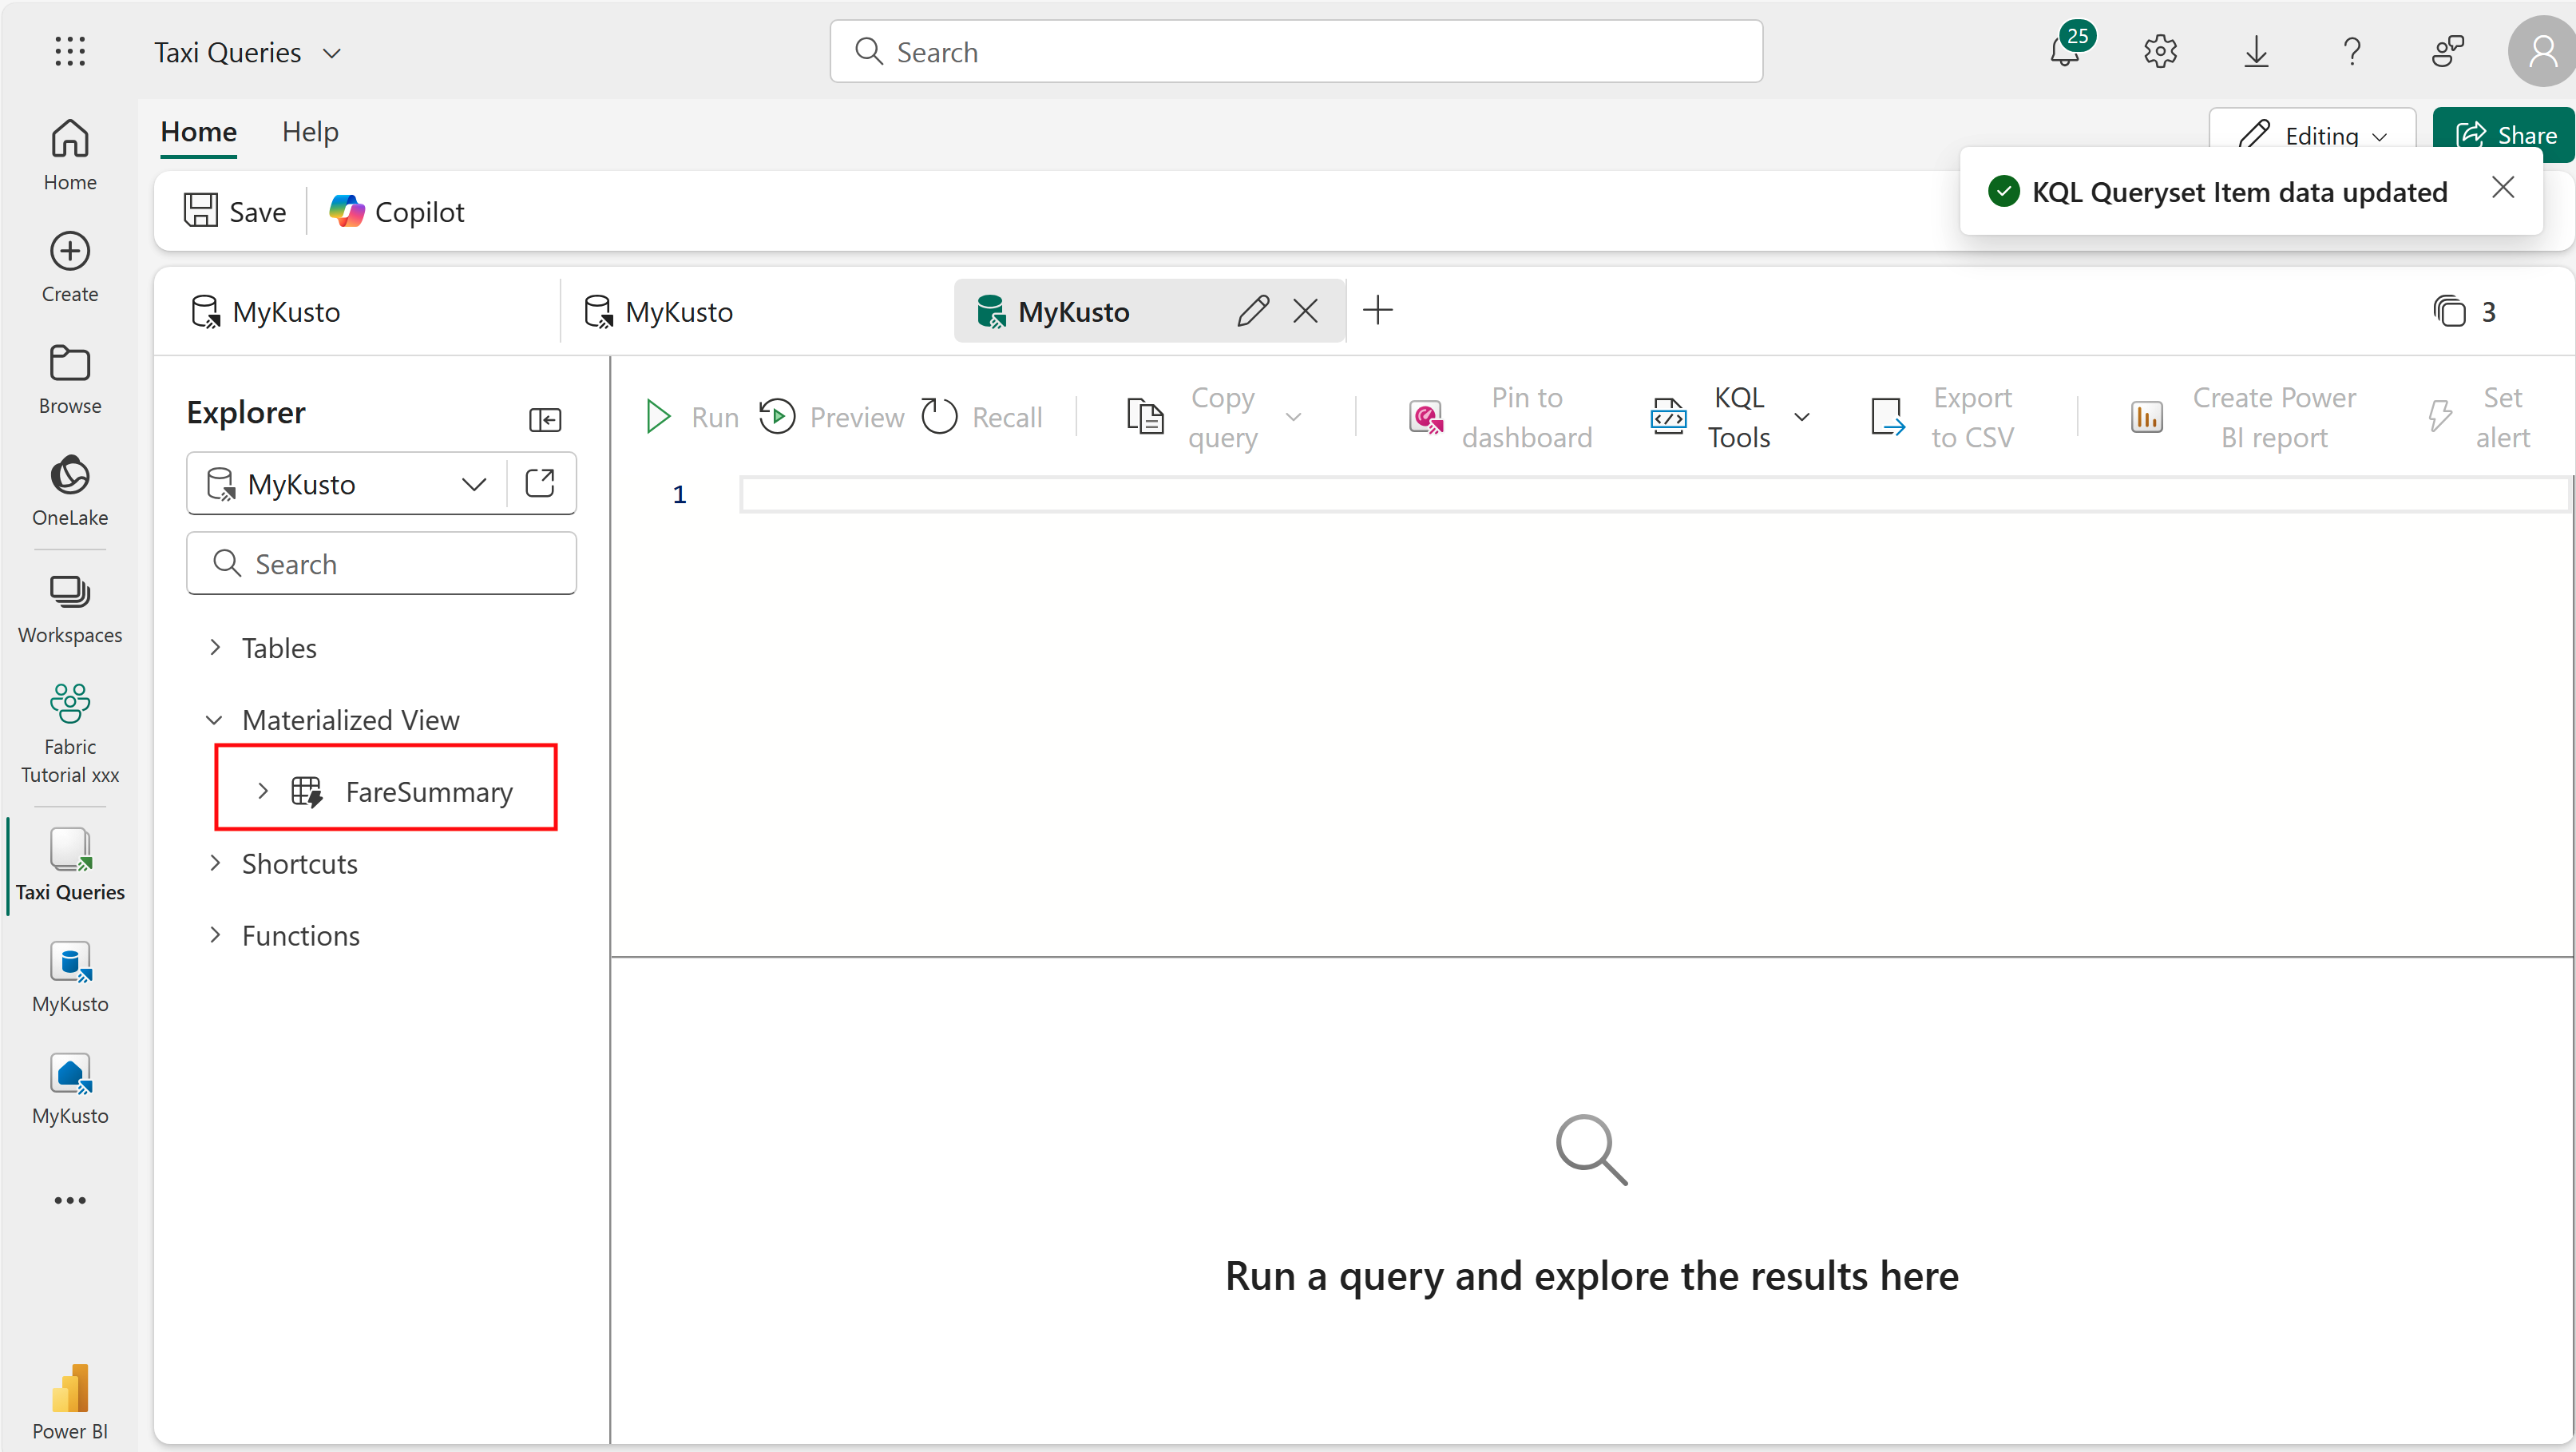 Taxi Queries
Search
25
Home
Help
Editing
Share
KQL Queryset Item data updated
Save
Copilot
Home
Create
Browse
OneLake
Workspaces
Fabric
Tutorial xxx
Taxi Queries
MyKusto
MyKusto
Power BI
MyKusto
MyKusto
MyKusto
3
Explorer
MyKusto
Search
Tables
Materialized View
FareSummary
Shortcuts
Functions
Run
Preview
Recall
Copy
query
Pin to
dashboard
KQL
Tools
Export
to CSV
Create Power
BI report
Set
alert
1
Run a query and explore the results here